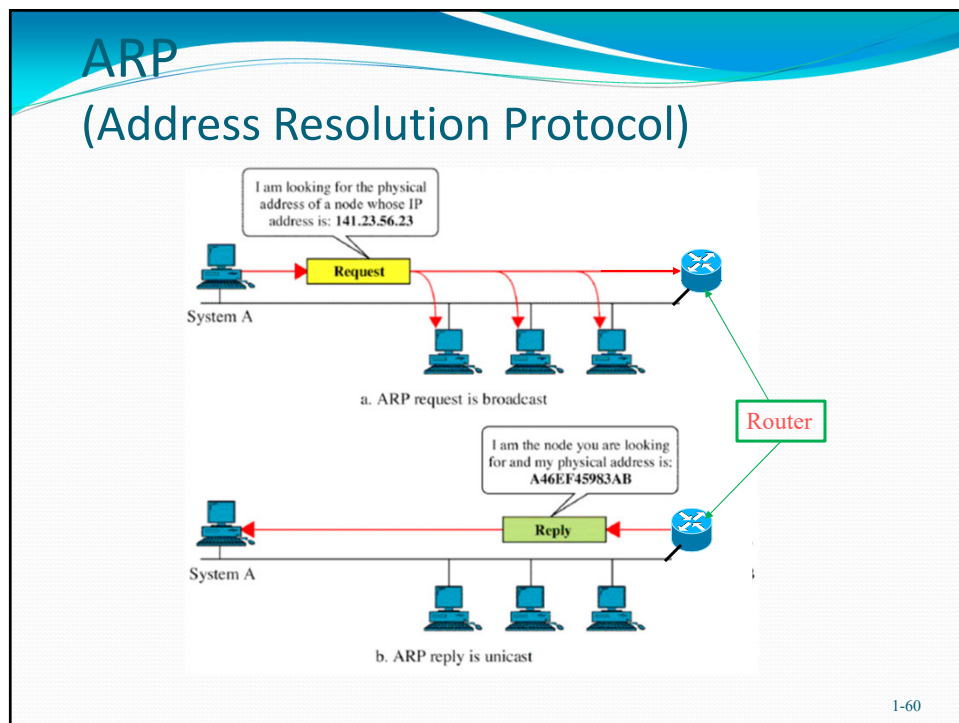 ARP
(Address Resolution Protocol)
I am looking for the physical
address of a node whose IP
address is: 141.23.56.23
Request
System A
a. ARP request is broadcast
Router
I am the node you are looking
for and my physical address is:
A46EF45983AB
Reply
System A
b. ARP reply is unicast
1-60